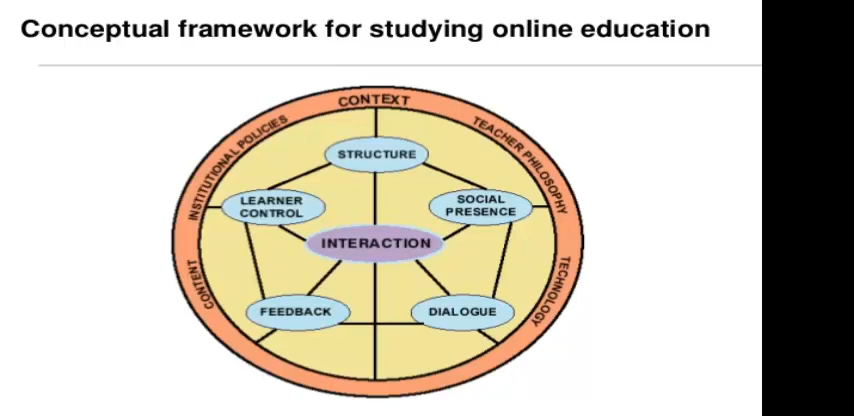 Conceptual framework for studying online education
CONTEXT
INSTITUTIONAL POLICIES
TEACHER PHILOSOPHY
STRUCTURE
LEARNER
CONTROL
SOCIAL
PRESENCE
INTERACTION
CONTENT
TECHNOLOGY
FEEDBACK
DIALOGUE